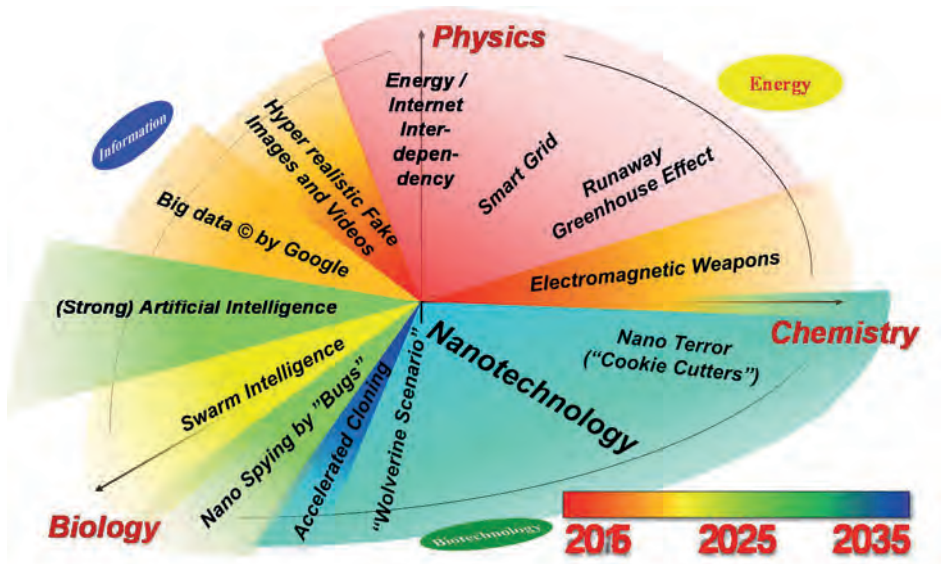 Physics
Energy
Information
Energy /
Internet
Inter-
depen-
dency
Hyper realistic Fake
Images and Videos
Smart Grid
Runaway
Greenhouse Effect
Big data © by Google
Electromagnetic Weapons
(Strong) Artificial Intelligence
Chemistry
Nano Terror
("Cookie Cutters")
Nanotechnology
Swarm Intelligence
Nano Spying by "Bugs"
Accelerated Cloning
"Wolverine Scenario"
Biology
Biotechnology
2025
2035